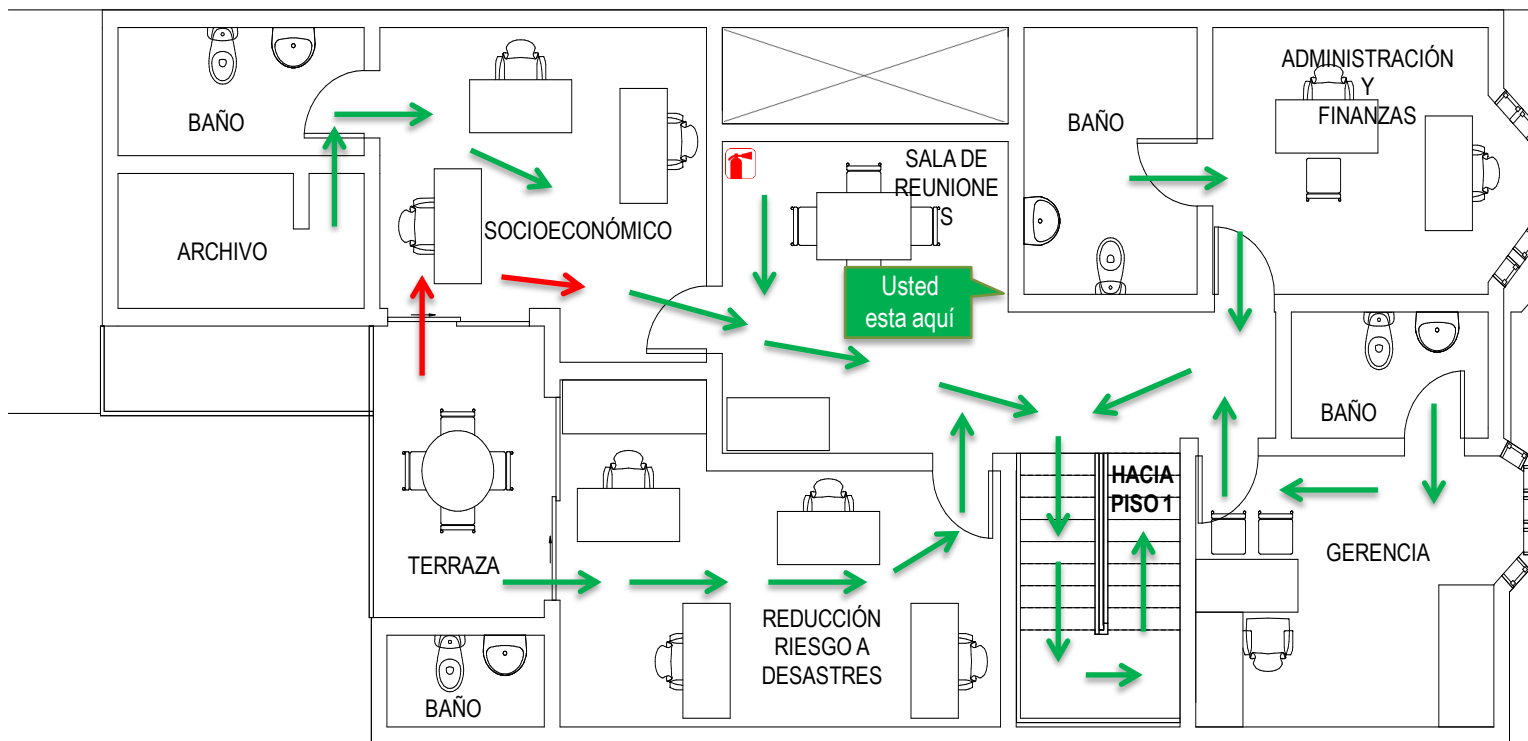 BAÑO
ARCHIVO
SOCIOECONÓMICO
SALA DE
REUNIONE
S
BAÑO
ADMINISTRACIÓN
Y
FINANZAS
Usted
esta aquí
BAÑO
HACIA
PISO 1
GERENCIA
TERRAZA
REDUCCIÓN
RIESGO A
DESASTRES
BAÑO